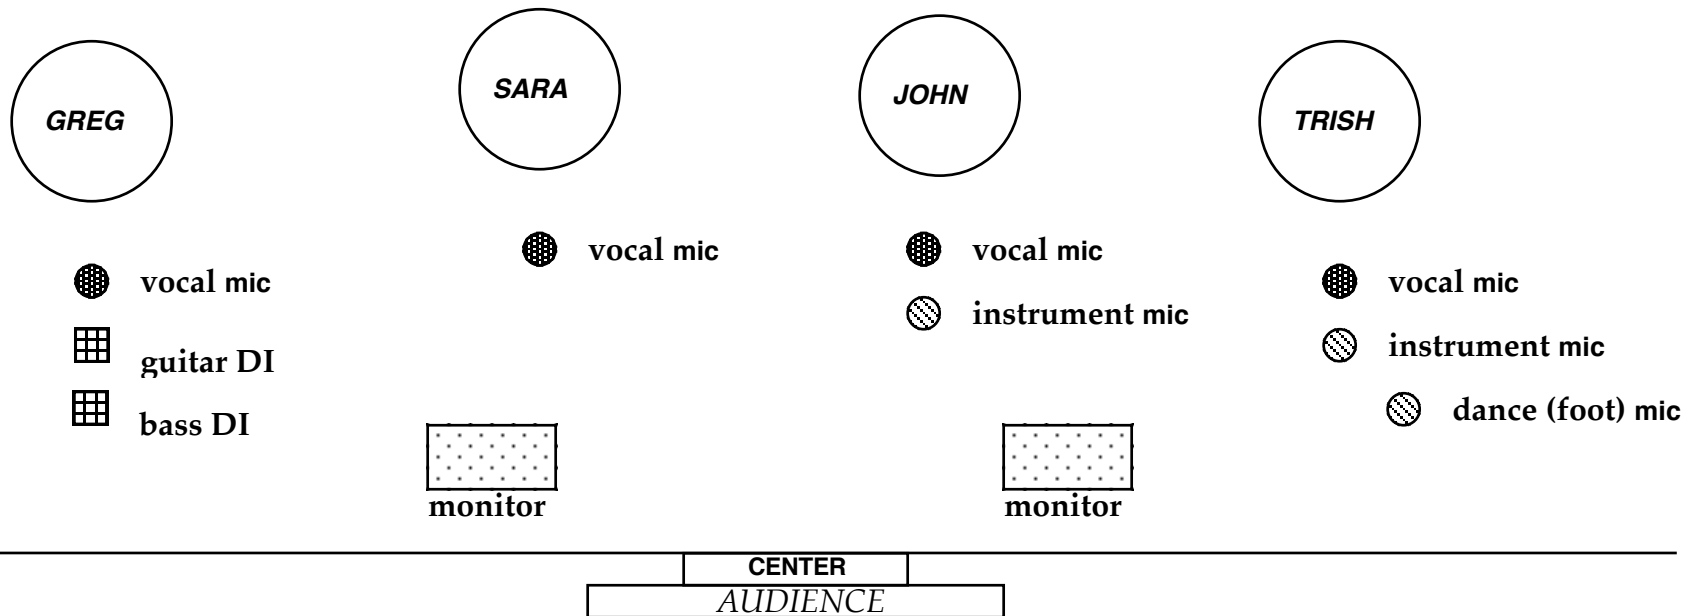 GREG
SARA
JOHN
TRISH
vocal mic
guitar DI
bass DI
vocal mic
vocal mic
instrument mic
vocal mic
instrument mic
dance (foot) mic
monitor
monitor
CENTER
AUDIENCE